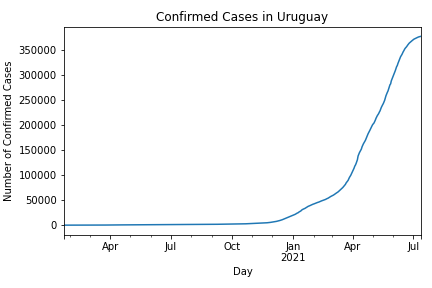 Confirmed Cases in Uruguay
Number of Confirmed Cases
350000
300000
250000
200000
150000
100000
50000
0
Apr Jul Oct Jan Apr Jul
2021
Day